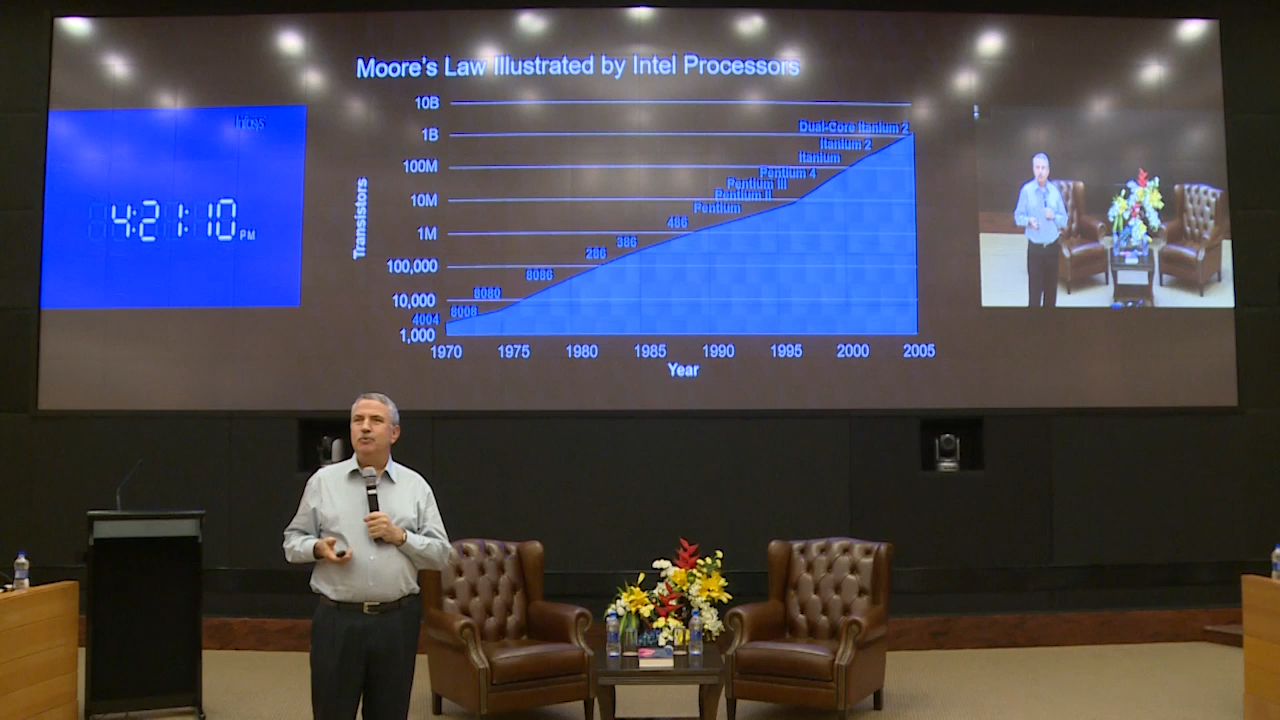 Moore's Law Illustrated by Intel Processors
Infosys
4:21:10 PM
Transistors
10B
1B
100M
10M
1M
100,000
10,000
1,000
Dual-Core Itanium 2
Itanium 2
Itanium
Pentium 4
Pentium III
Pentium II
Pentium
486
386
286
8086
8080
8008
4004
1970 1975 1980 1985 1990 1995 2000 2005
Year